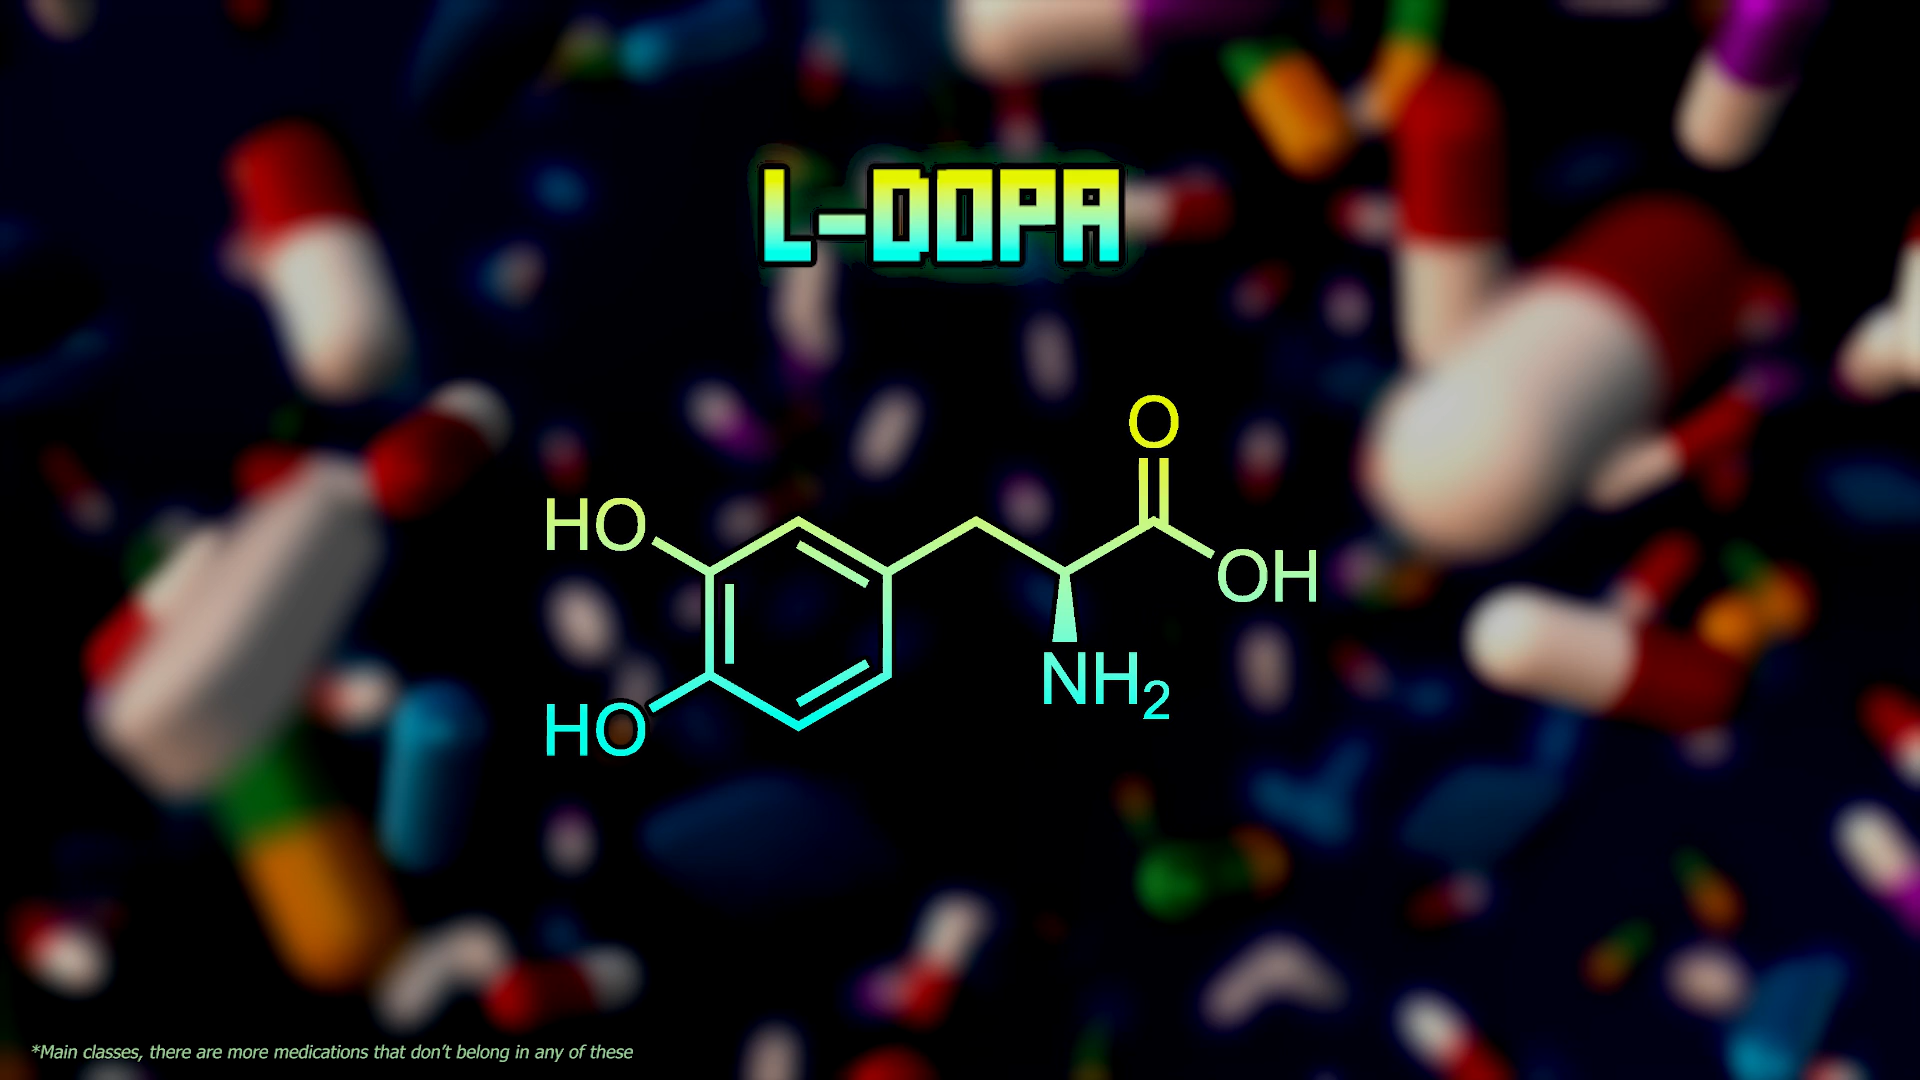 L-DOPA
O
HO
OH
NH2
HO
*Main classes, there are more medications that don't belong in any of these